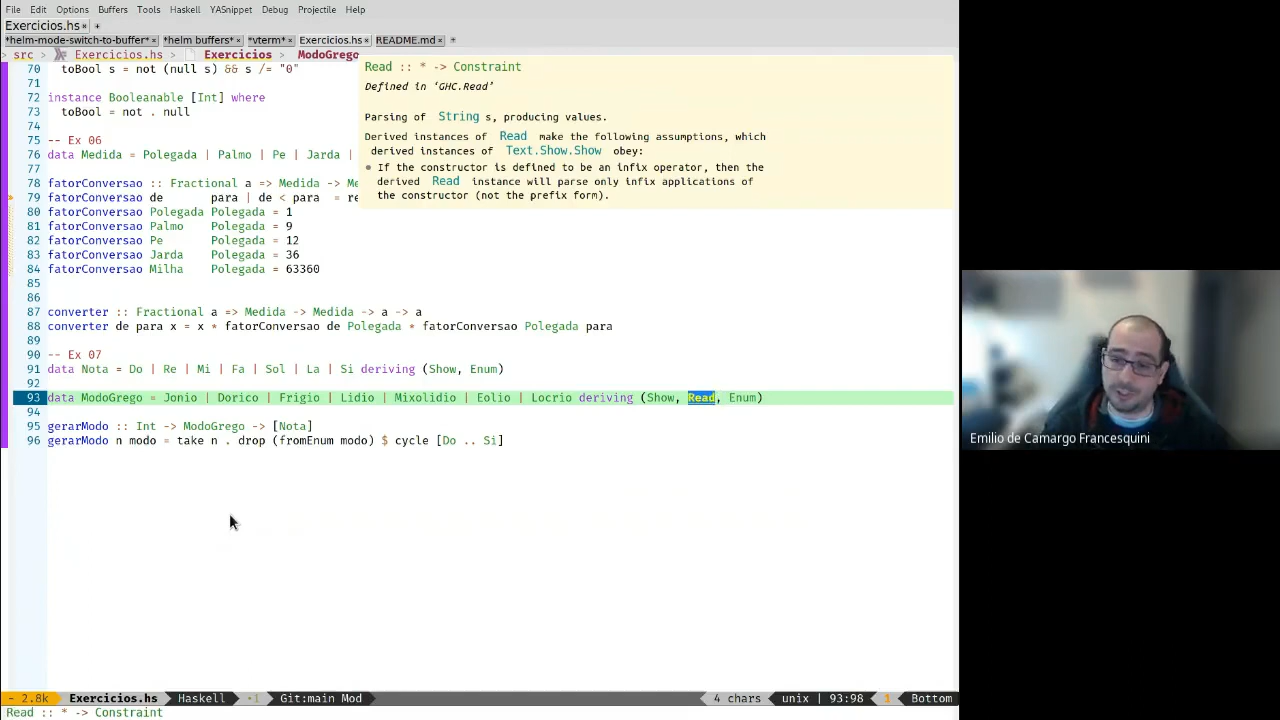 File Edit Options Buffers Tools Haskell YASnippet Debug Projectile Help
Exercicios.hs× +
*helm-mode-switch-to-buffer*× *helm buffers*× *vterm*× Exercicios.hs× README.md× +
> src > Exercicios.hs > Exercicios > ModoGrego
70 toBool s = not (null s) && s /= "0"
71
72 instance Booleanable [Int] where
73 toBool = not . null
74
75 -- Ex 06
76 data Medida = Polegada | Palmo | Pe | Jarda |
77
78 fatorConversao :: Fractional a => Medida -> Me
79 fatorConversao de para | de < para = re
80 fatorConversao Polegada Polegada = 1
81 fatorConversao Palmo Polegada = 9
82 fatorConversao Pe Polegada = 12
83 fatorConversao Jarda Polegada = 36
84 fatorConversao Milha Polegada = 63360
85
86
87 converter :: Fractional a => Medida -> Medida -> a -> a
88 converter de para x = x * fatorConversao de Polegada * fatorConversao Polegada para
89
90 -- Ex 07
91 data Nota = Do | Re | Mi | Fa | Sol | La | Si deriving (Show, Enum)
92
93 data ModoGrego = Jonio | Dorico | Frigio | Lidio | Mixolidio | Eolio | Locrio deriving (Show, Read, Enum)
94
95 gerarModo :: Int -> ModoGrego -> [Nota]
96 gerarModo n modo = take n . drop (fromEnum modo) $ cycle [Do .. Si]
Read :: * -> Constraint
Defined in ‘GHC.Read’
Parsing of String s, producing values.
Derived instances of Read make the following assumptions, which
derived instances of Text.Show.Show obey:
● If the constructor is defined to be an infix operator, then the
derived Read instance will parse only infix applications of
the constructor (not the prefix form).
Emilio de Camargo Francesquini
~ 2.8k Exercicios.hs Haskell •1 Git:main Mod 4 chars unix | 93:98 1 Bottom
Read :: * -> Constraint